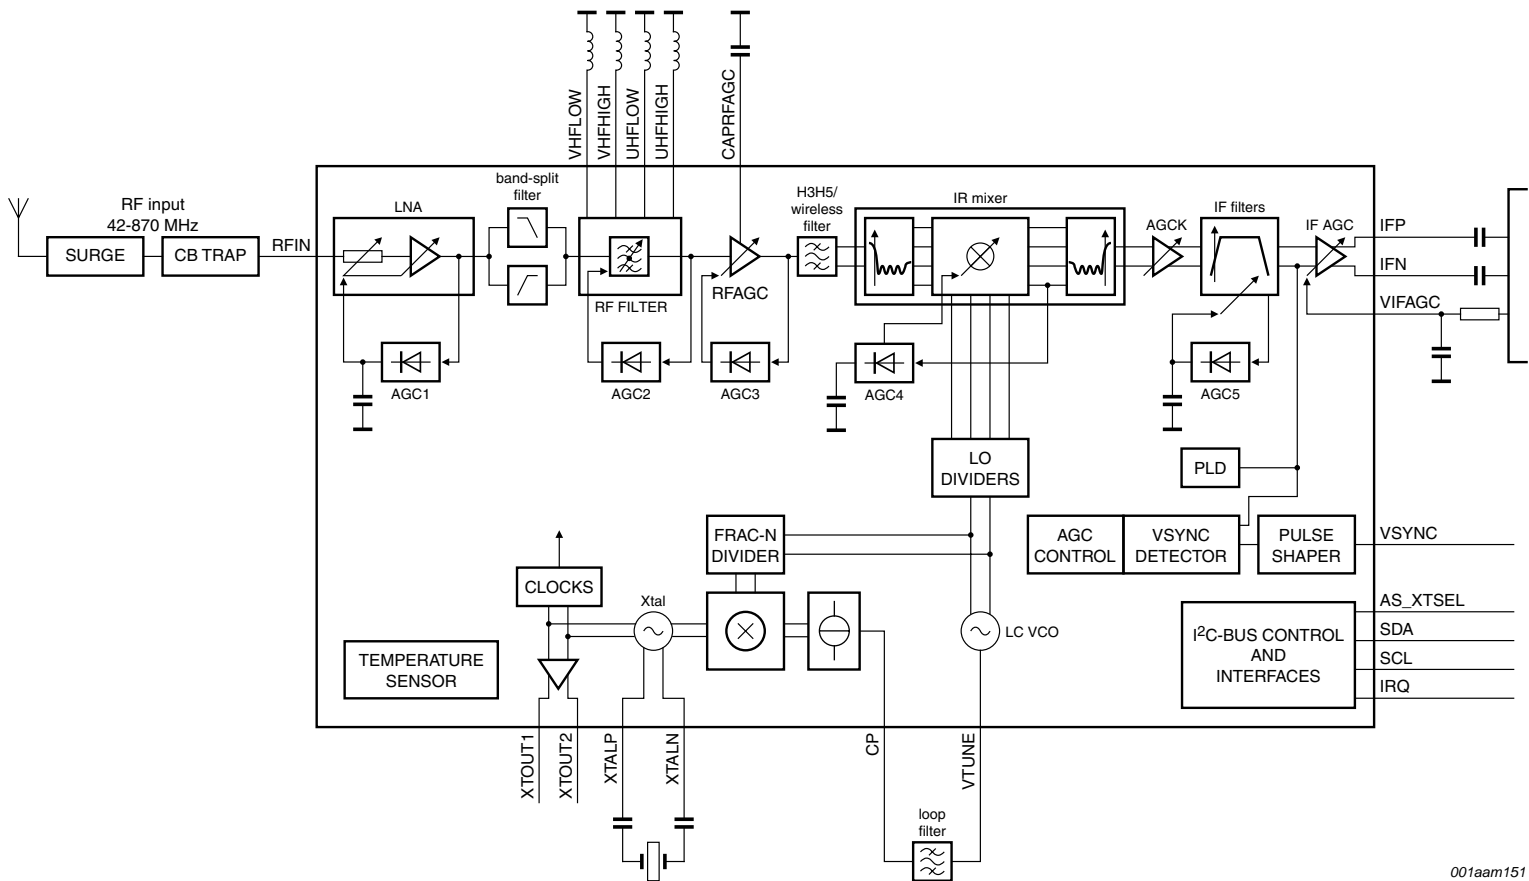 VHFLOW
VHFHIGH
UHFLOW
UHFHIGH
CAPRFAGC
RF input
42-870 MHz
SURGE
CB TRAP
RFIN
LNA
band-split
filter
RF FILTER
RFAGC
H3H5/
wireless
filter
IR mixer
AGCK
IF filters
IF AGC
IFP
IFN
VIFAGC
AGC1
AGC2
AGC3
AGC4
AGC5
LO
DIVIDERS
PLD
FRAC-N
DIVIDER
AGC
CONTROL
VSYNC
DETECTOR
PULSE
SHAPER
VSYNC
CLOCKS
Xtal
LC VCO
TEMPERATURE
SENSOR
I²C-BUS CONTROL
AND
INTERFACES
AS_XTSEL
SDA
SCL
IRQ
XTOUT1
XTOUT2
XTALP
XTALN
CP
VTUNE
loop
filter
001aam151